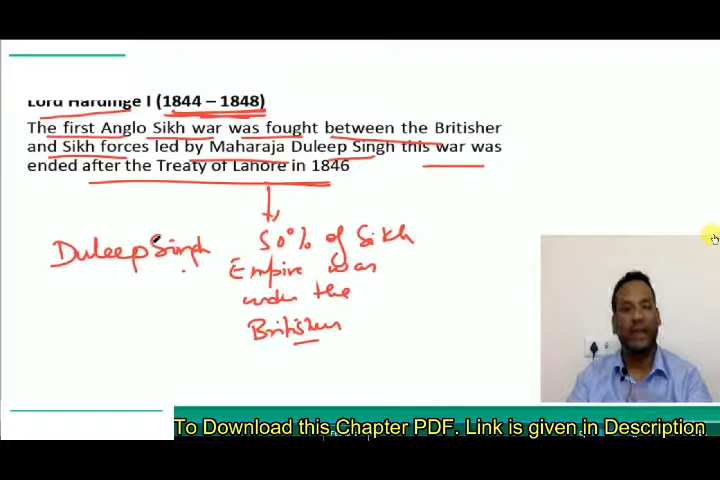 Lord Hardinge I (1844 – 1848)
The first Anglo Sikh war was fought between the Britisher
and Sikh forces led by Maharaja Duleep Singh this war was
ended after the Treaty of Lahore in 1846
Duleep Singh
50% of Sikh
Empire was
under the
Britisher
To Download this Chapter PDF. Link is given in Description